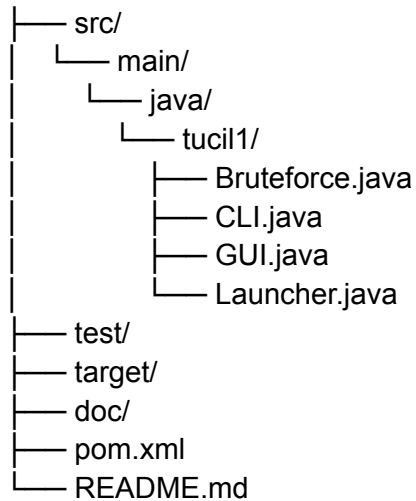 ├── src/
│   └── main/
│       └── java/
│           └── tucil1/
│               ├── Bruteforce.java
│               ├── CLI.java
│               ├── GUI.java
│               └── Launcher.java
├── test/
├── target/
├── doc/
├── pom.xml
└── README.md